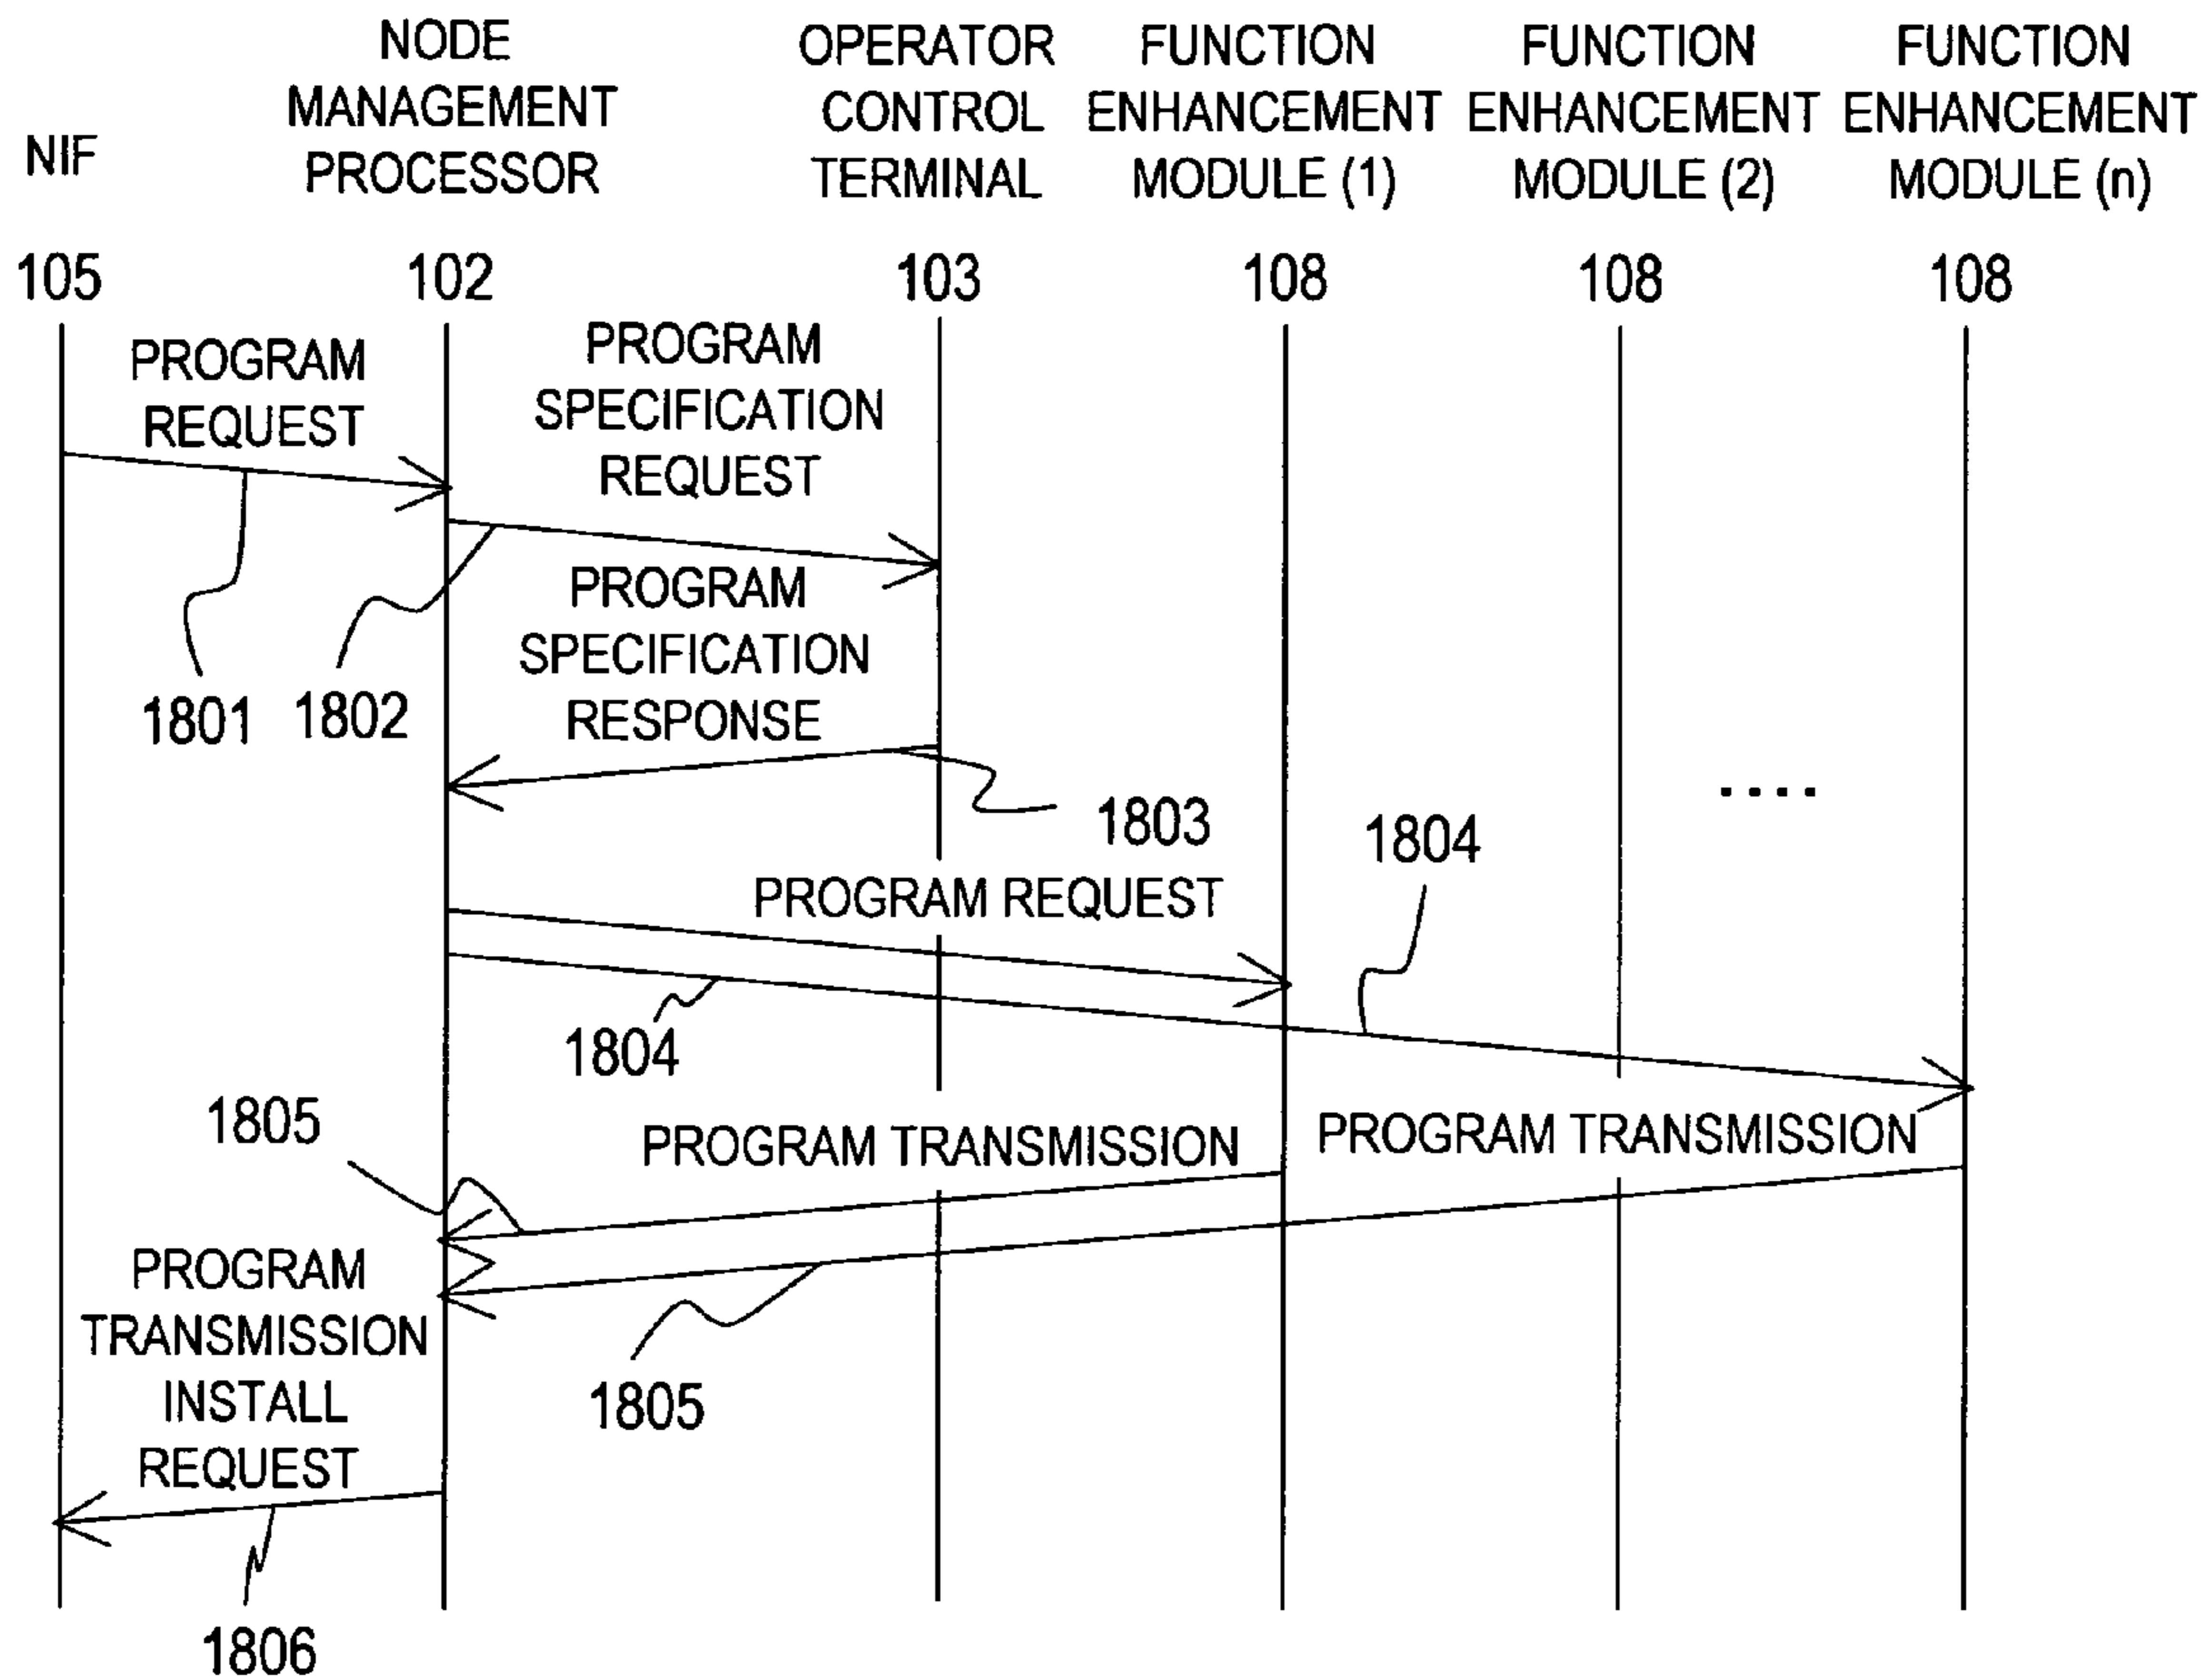 NIF
NODE
MANAGEMENT
PROCESSOR
OPERATOR
CONTROL
TERMINAL
FUNCTION
ENHANCEMENT
MODULE (1)
FUNCTION
ENHANCEMENT
MODULE (2)
FUNCTION
ENHANCEMENT
MODULE (n)
105
102
103
108
108
108
PROGRAM
REQUEST
PROGRAM
SPECIFICATION
REQUEST
1801
1802
PROGRAM
SPECIFICATION
RESPONSE
1803
....
1804
PROGRAM REQUEST
1804
1805
PROGRAM TRANSMISSION
PROGRAM TRANSMISSION
1805
PROGRAM
TRANSMISSION
INSTALL
REQUEST
1806